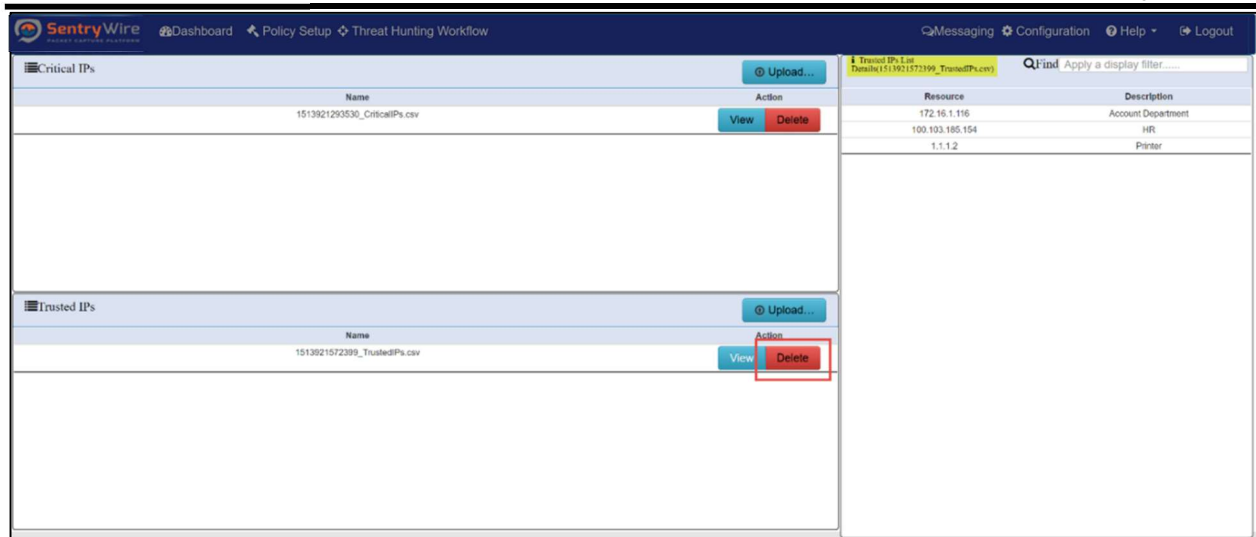 SentryWire
PACKET CAPTURE PLATFORM
Dashboard Policy Setup Threat Hunting Workflow
Messaging Configuration Help Logout
Critical IPs
Upload...
Name Action
1513921293530_CriticalIPs.csv View Delete
Trusted IPs
Upload...
Name Action
1513921572399_TrustedIPs.csv View Delete
Trusted IPs List
Details(1513921572399_TrustedIPs.csv)
Find Apply a display filter......
Resource Description
172.16.1.116 Account Department
100.103.185.154 HR
1.1.1.2 Printer